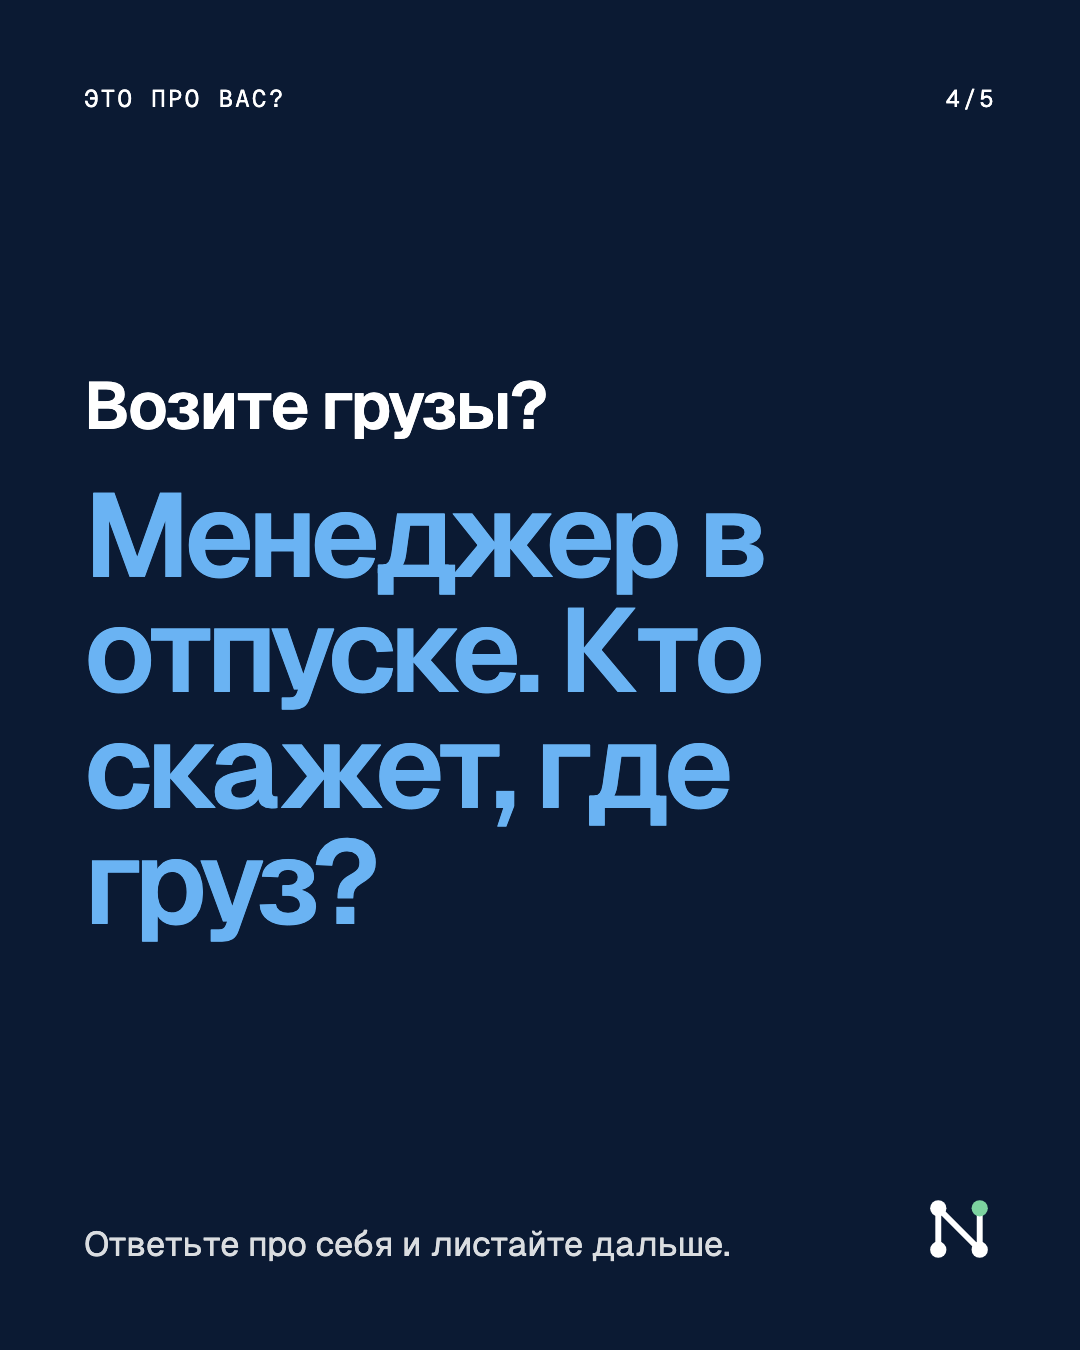 ЭТО ПРО ВАС?
4/5
Возите грузы?
Менеджер в
отпуске. Кто
скажет, где
груз?
Ответьте про себя и листайте дальше.